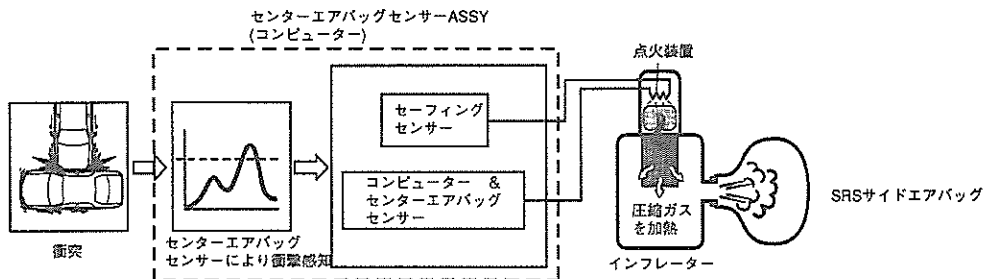 センターエアバッグセンサーASSY
(コンピューター)
点火装置
セーフィング
センサー
コンピューター &
センターエアバッグ
センサー
衝突
センターエアバッグ
センサーにより衝撃感知
圧縮ガス
を加熱
インフレーター
SRSサイドエアバッグ